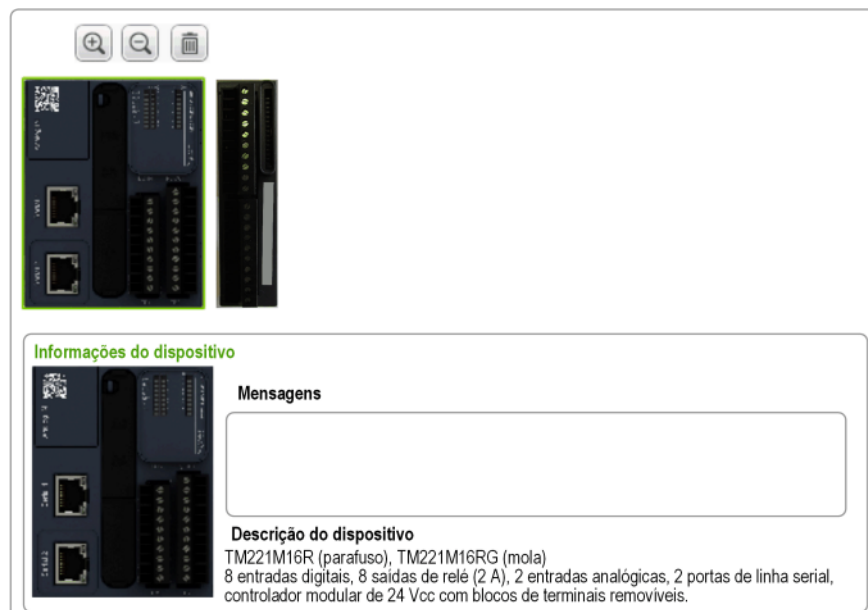 Informações do dispositivo
Mensagens
Descrição do dispositivo
TM221M16R (parafuso), TM221M16RG (mola)
8 entradas digitais, 8 saídas de relé (2 A), 2 entradas analógicas, 2 portas de linha serial,
controlador modular de 24 Vcc com blocos de terminais removíveis.